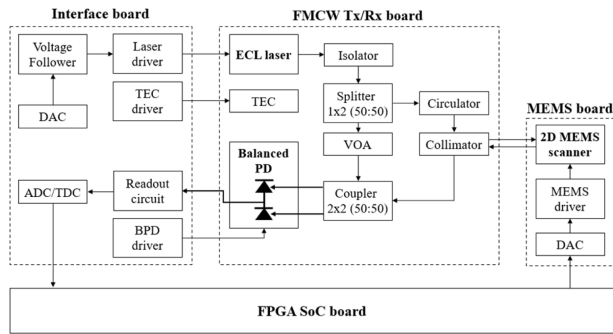 Interface board
FMCW Tx/Rx board
Voltage
Follower
Laser
driver
ECL laser
Isolator
DAC
TEC
driver
TEC
Splitter
1x2 (50:50)
Circulator
MEMS board
VOA
Collimator
2D MEMS
scanner
Balanced
PD
ADC/TDC
Readout
circuit
Coupler
2x2 (50:50)
MEMS
driver
BPD
driver
DAC
FPGA SoC board